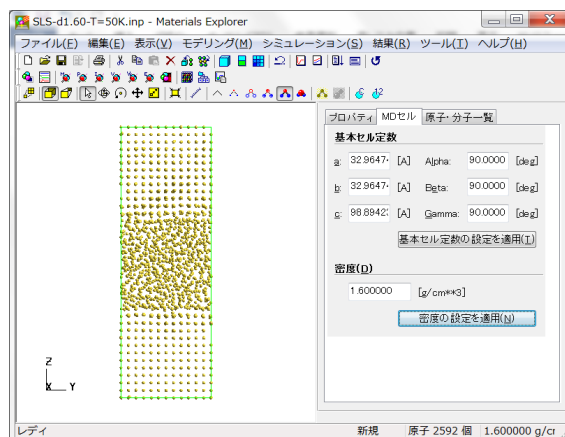 SLS-d1.60-T=50K.inp - Materials Explorer
ファイル(F) 編集(E) 表示(V) モデリング(M) シミュレーション(S) 結果(R) ツール(T) ヘルプ(H)
プロパティ MDセル 原子・分子一覧
基本セル定数
a: 32.9647 [A] Alpha: 90.0000 [deg]
b: 32.9647 [A] Beta: 90.0000 [deg]
c: 98.8942 [A] Gamma: 90.0000 [deg]
基本セル定数の設定を適用(T)
密度(D)
1.600000 [g/cm**3]
密度の設定を適用(N)
Z
X Y
レディ 新規 原子 2592 個 1.600000 g/cr